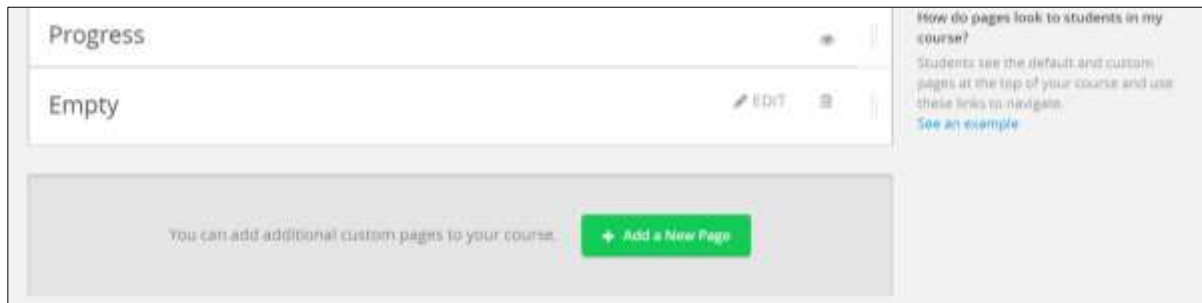 Progress
Empty
EDIT
You can add additional custom pages to your course.
+ Add a New Page
How do pages look to students in my
course?
Students see the default and custom
pages at the top of your course and use
these links to navigate.
See an example